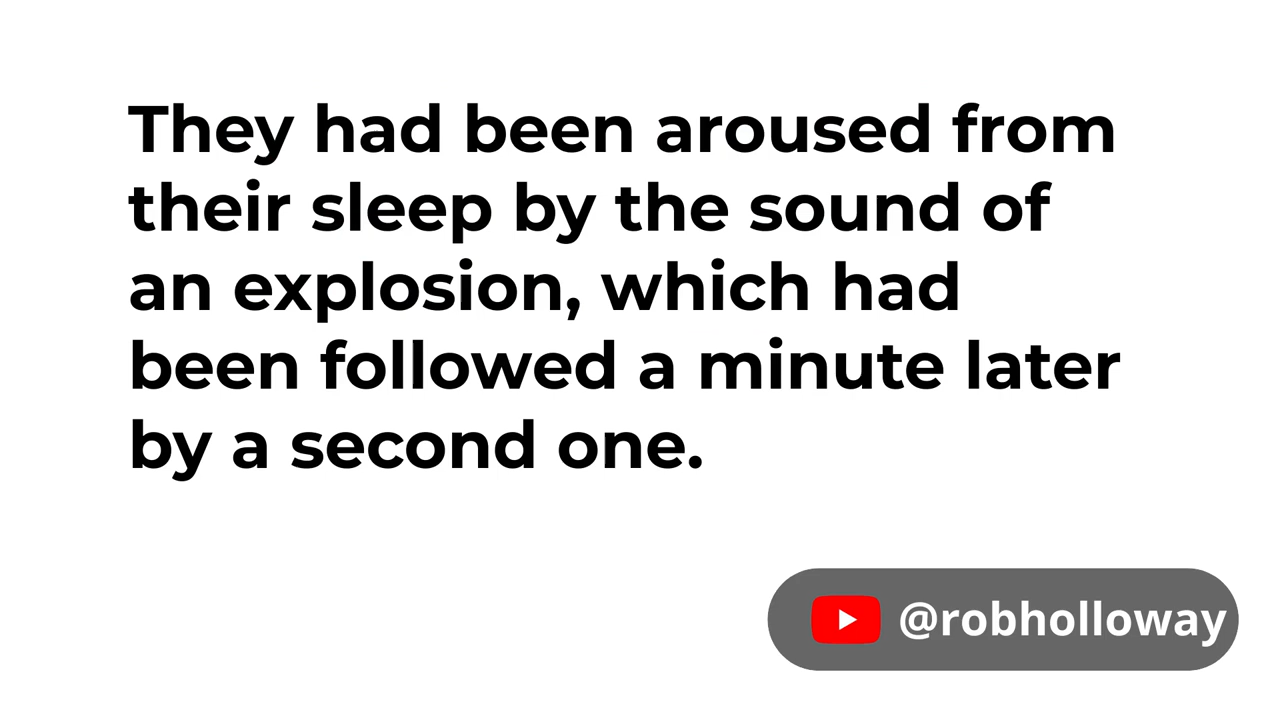 They had been aroused from
their sleep by the sound of
an explosion, which had
been followed a minute later
by a second one.
@robholloway